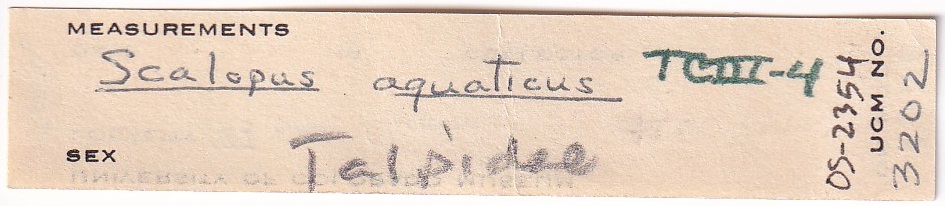 MEASUREMENTS
Scalopus aquaticus TCIII-4
SEX
Talpidae
OS-2354
UCM NO.
3202